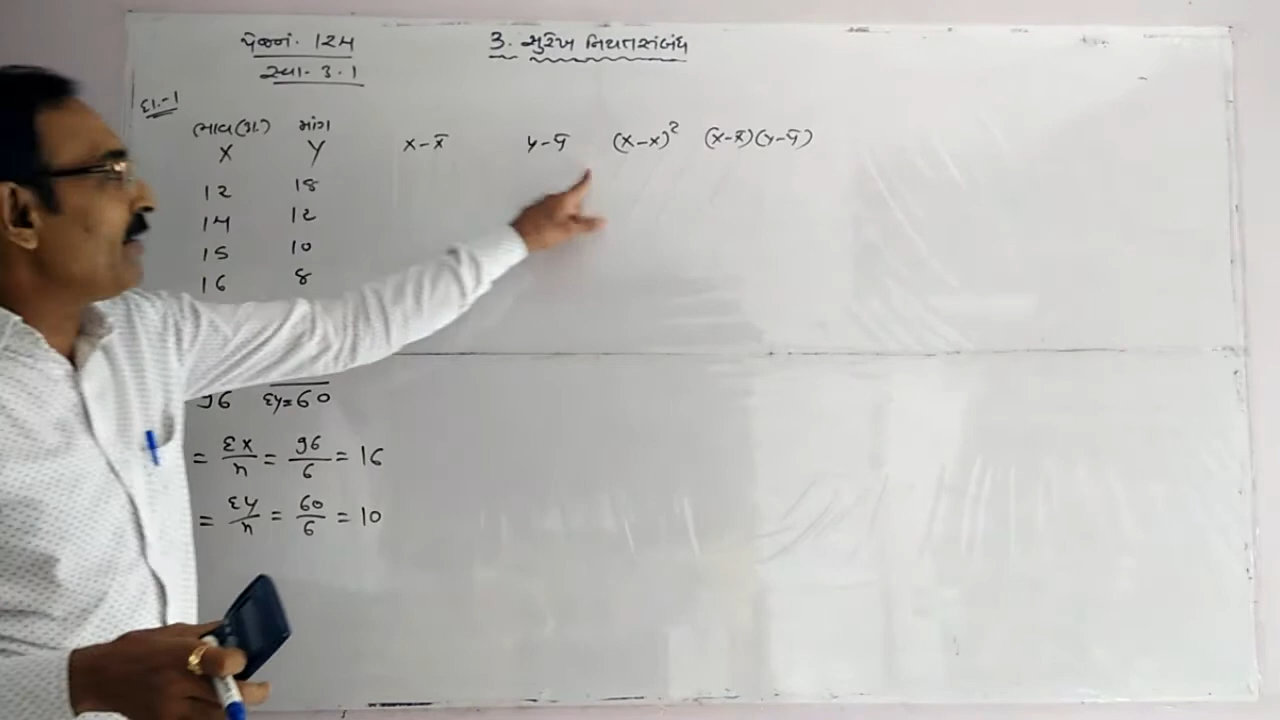 પેજનં. 124
3. સુરેખ નિયતસંબંધ
સ્વા. 3.1
દા.-1
ભાવ(રૂ.) માંગ
X Y x-x̄ y-ȳ (x-x)² (x-x̄)(y-ȳ)
12 18
14 12
15 10
16 8
96 Σy=60
= Σx/n = 96/6 = 16
= Σy/n = 60/6 = 10